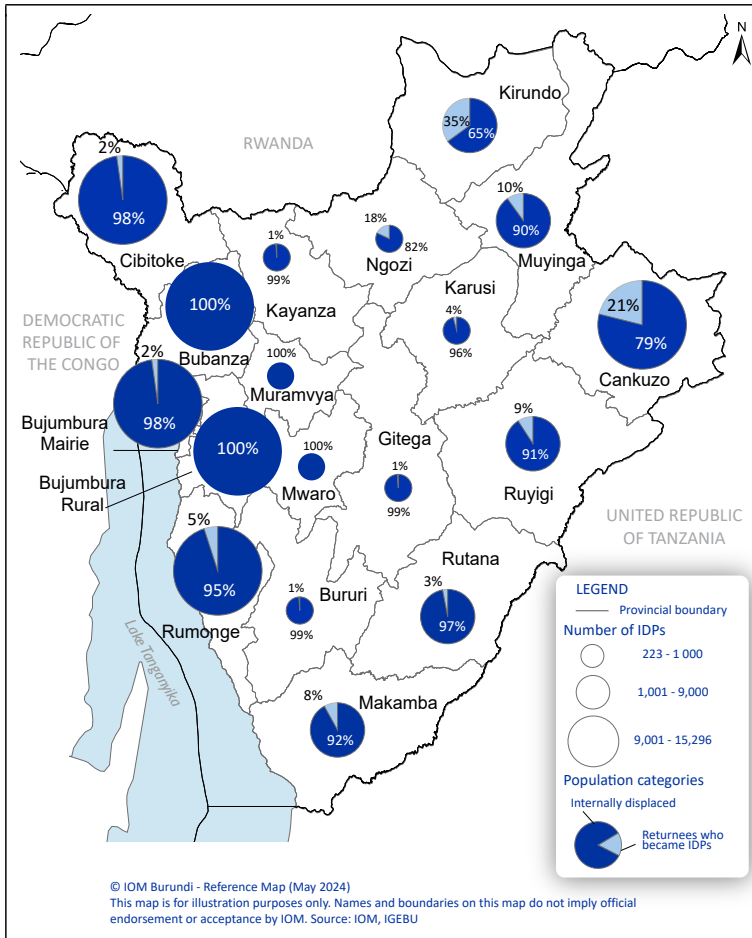 N
Kirundo
35%
65%
RWANDA
2%
98%
Cibitoke
10%
90%
Muyinga
18%
82%
Ngozi
1%
99%
Kayanza
Karusi
4%
96%
21%
79%
Cankuzo
100%
Bubanza
DEMOCRATIC
REPUBLIC OF
THE CONGO
2%
98%
Bujumbura
Mairie
100%
Muramvya
100%
Bujumbura
Rural
100%
Mwaro
Gitega
1%
99%
9%
91%
Ruyigi
UNITED REPUBLIC
OF TANZANIA
5%
95%
Rumonge
1%
Bururi
99%
Rutana
3%
97%
Lake Tanganyika
8%
Makamba
92%
LEGEND
Provincial boundary
Number of IDPs
223 - 1 000
1,001 - 9,000
9,001 - 15,296
Population categories
Internally displaced
Returnees who
became IDPs
© IOM Burundi - Reference Map (May 2024)
This map is for illustration purposes only. Names and boundaries on this map do not imply official
endorsement or acceptance by IOM. Source: IOM, IGEBU